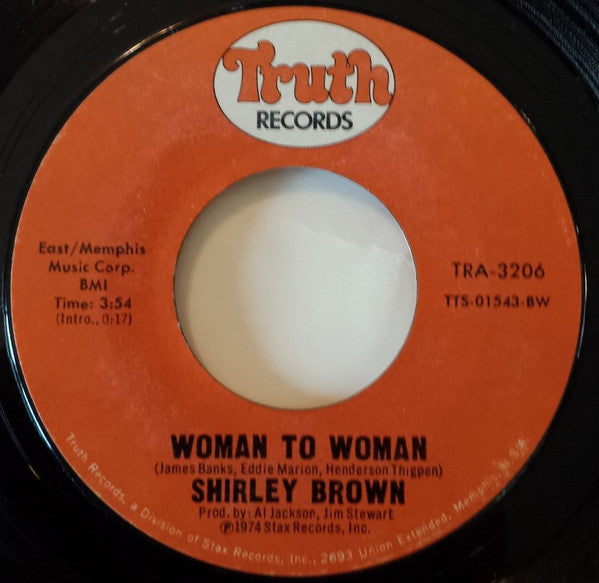 Truth
RECORDS
East/Memphis
Music Corp.
BMI
Time: 3:54
(Intro., 0:17)
TRA-3206
TTS-01543-BW
WOMAN TO WOMAN
(James Banks, Eddie Marion, Henderson Thigpen)
SHIRLEY BROWN
Prod. by: Al Jackson, Jim Stewart
℗1974 Stax Records, Inc.
Truth Records, a Division of Stax Records, Inc., 2693 Union Extended, Memphis, U.S.A.